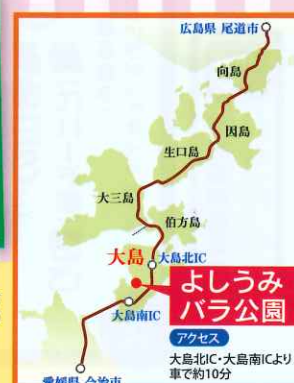 広島県 尾道市
向島
因島
生口島
大三島
伯方島
大島
大島北IC
よしうみ
バラ公園
大島南IC
アクセス
大島北IC・大島南ICより
車で約10分
愛媛県 今治市